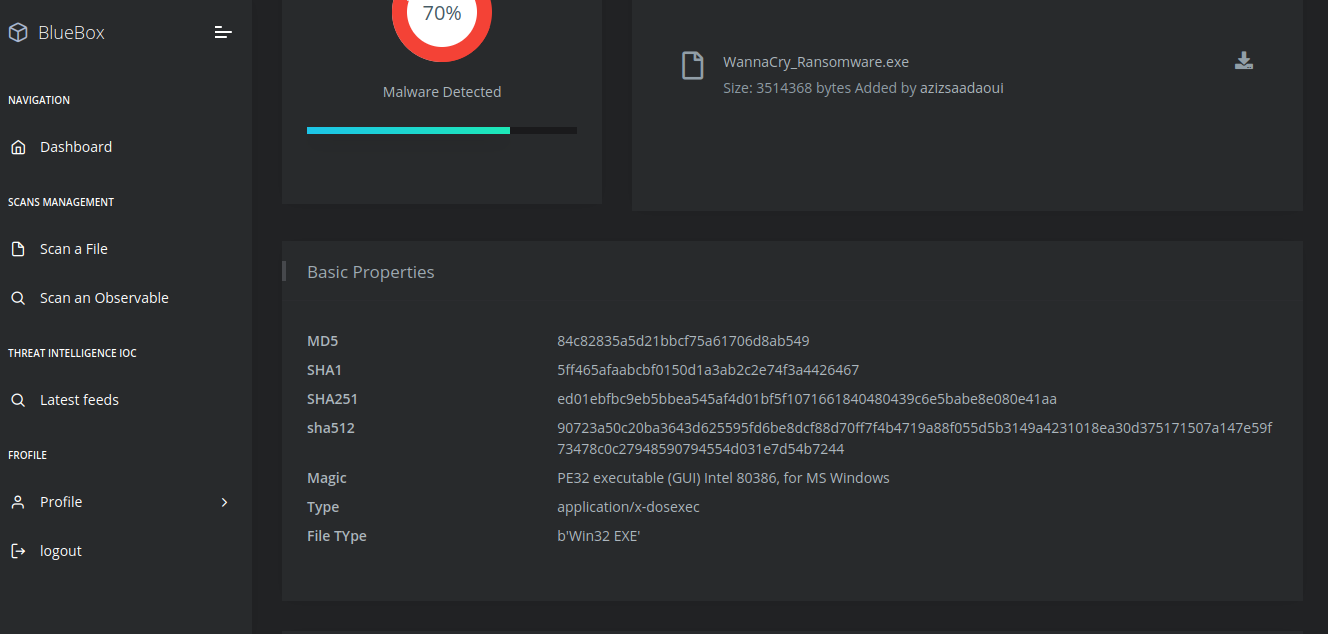 BlueBox
NAVIGATION
Dashboard
SCANS MANAGEMENT
Scan a File
Scan an Observable
THREAT INTELLIGENCE IOC
Latest feeds
PROFILE
Profile
logout
70%
Malware Detected
WannaCry_Ransomware.exe
Size: 3514368 bytes Added by azizsaadaoui
Basic Properties
MD5 84c82835a5d21bbcf75a61706d8ab549
SHA1 5ff465afaabcbf0150d1a3ab2c2e74f3a4426467
SHA251 ed01ebfbc9eb5bbea545af4d01bf5f1071661840480439c6e5babe8e080e41aa
sha512 90723a50c20ba3643d625595fd6be8dcf88d70ff7f4b4719a88f055d5b3149a4231018ea30d375171507a147e59f
73478c0c27948590794554d031e7d54b7244
Magic PE32 executable (GUI) Intel 80386, for MS Windows
Type application/x-dosexec
File TYpe b'Win32 EXE'